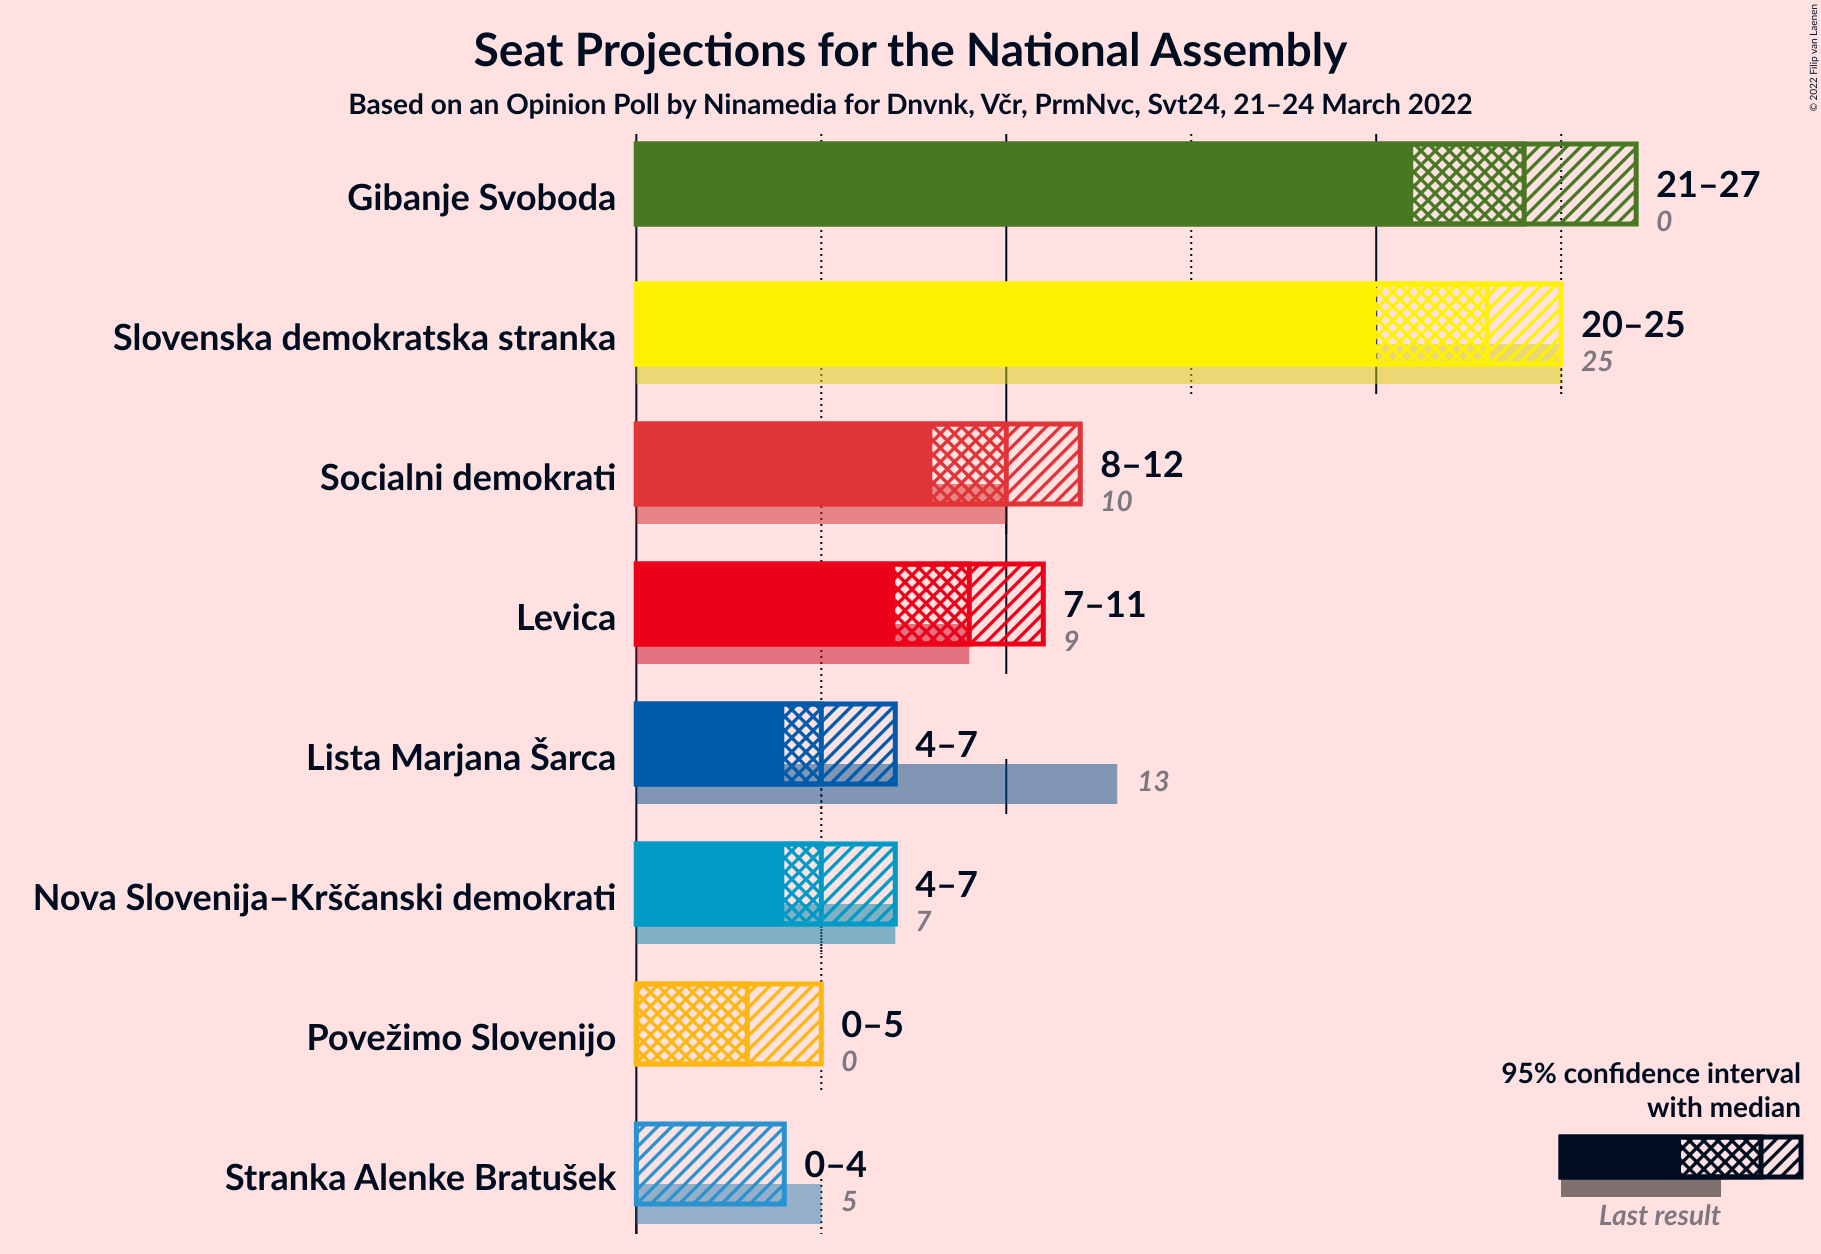 Seat Projections for the National Assembly
Based on an Opinion Poll by Ninamedia for Dnvnk, Včr, PrmNvc, Svt24, 21–24 March 2022
© 2022 Filip van Laenen
Gibanje Svoboda
21–27
0
Slovenska demokratska stranka
20–25
25
Socialni demokrati
8–12
10
Levica
7–11
9
Lista Marjana Šarca
4–7
13
Nova Slovenija–Krščanski demokrati
4–7
7
Povežimo Slovenijo
0–5
0
Stranka Alenke Bratušek
0–4
5
95% confidence interval
with median
Last result